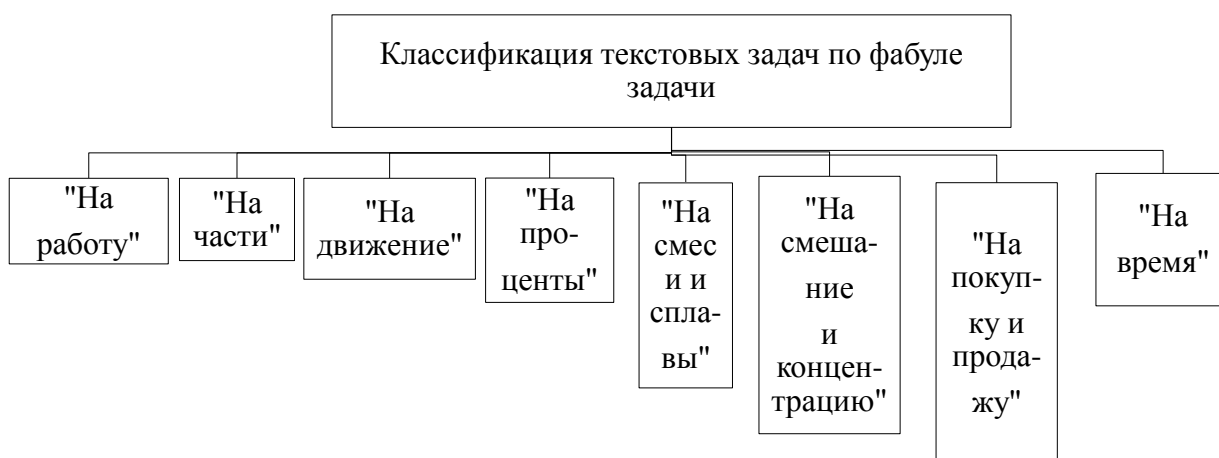 Классификация текстовых задач по фабуле
задачи
"На
работу"
"На
части"
"На
движение"
"На
про-
центы"
"На
смес
и и
спла-
вы"
"На
смеша-
ние
и
концен-
трацию"
"На
покуп-
ку и
прода-
жу"
"На
время"